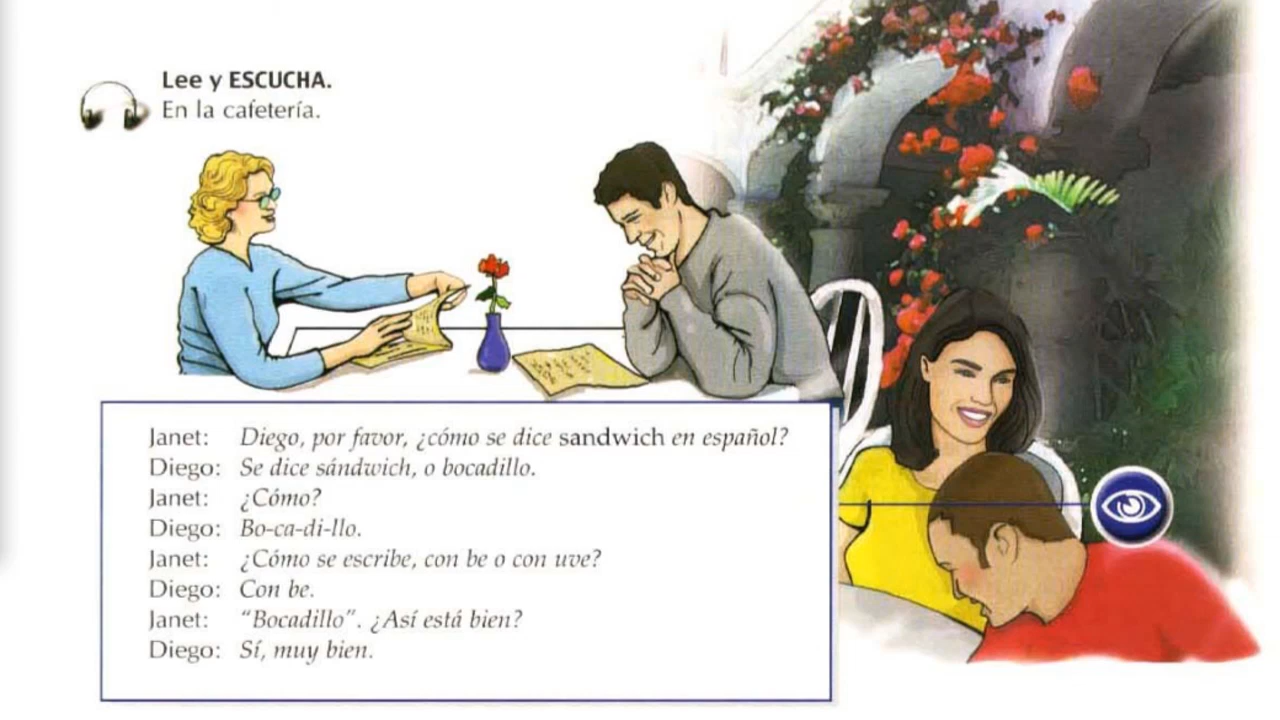 Lee y ESCUCHA.
En la cafetería.
Janet: Diego, por favor, ¿cómo se dice sandwich en español?
Diego: Se dice sándwich, o bocadillo.
Janet: ¿Cómo?
Diego: Bo-ca-di-llo.
Janet: ¿Cómo se escribe, con be o con uve?
Diego: Con be.
Janet: “Bocadillo”. ¿Así está bien?
Diego: Sí, muy bien.